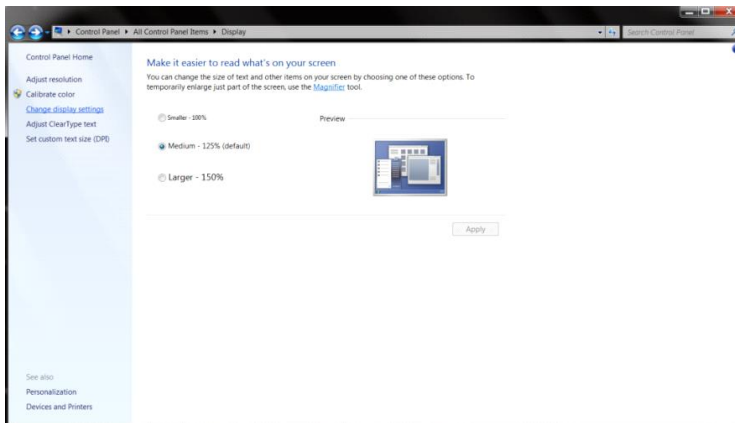 Control Panel ▸ All Control Panel Items ▸ Display
Search Control Panel
Control Panel Home
Adjust resolution
Calibrate color
Change display settings
Adjust ClearType text
Set custom text size (DPI)
Make it easier to read what's on your screen
You can change the size of text and other items on your screen by choosing one of these options. To
temporarily enlarge just part of the screen, use the Magnifier tool.
Smaller - 100%
Preview
Medium - 125% (default)
Larger - 150%
Apply
See also
Personalization
Devices and Printers